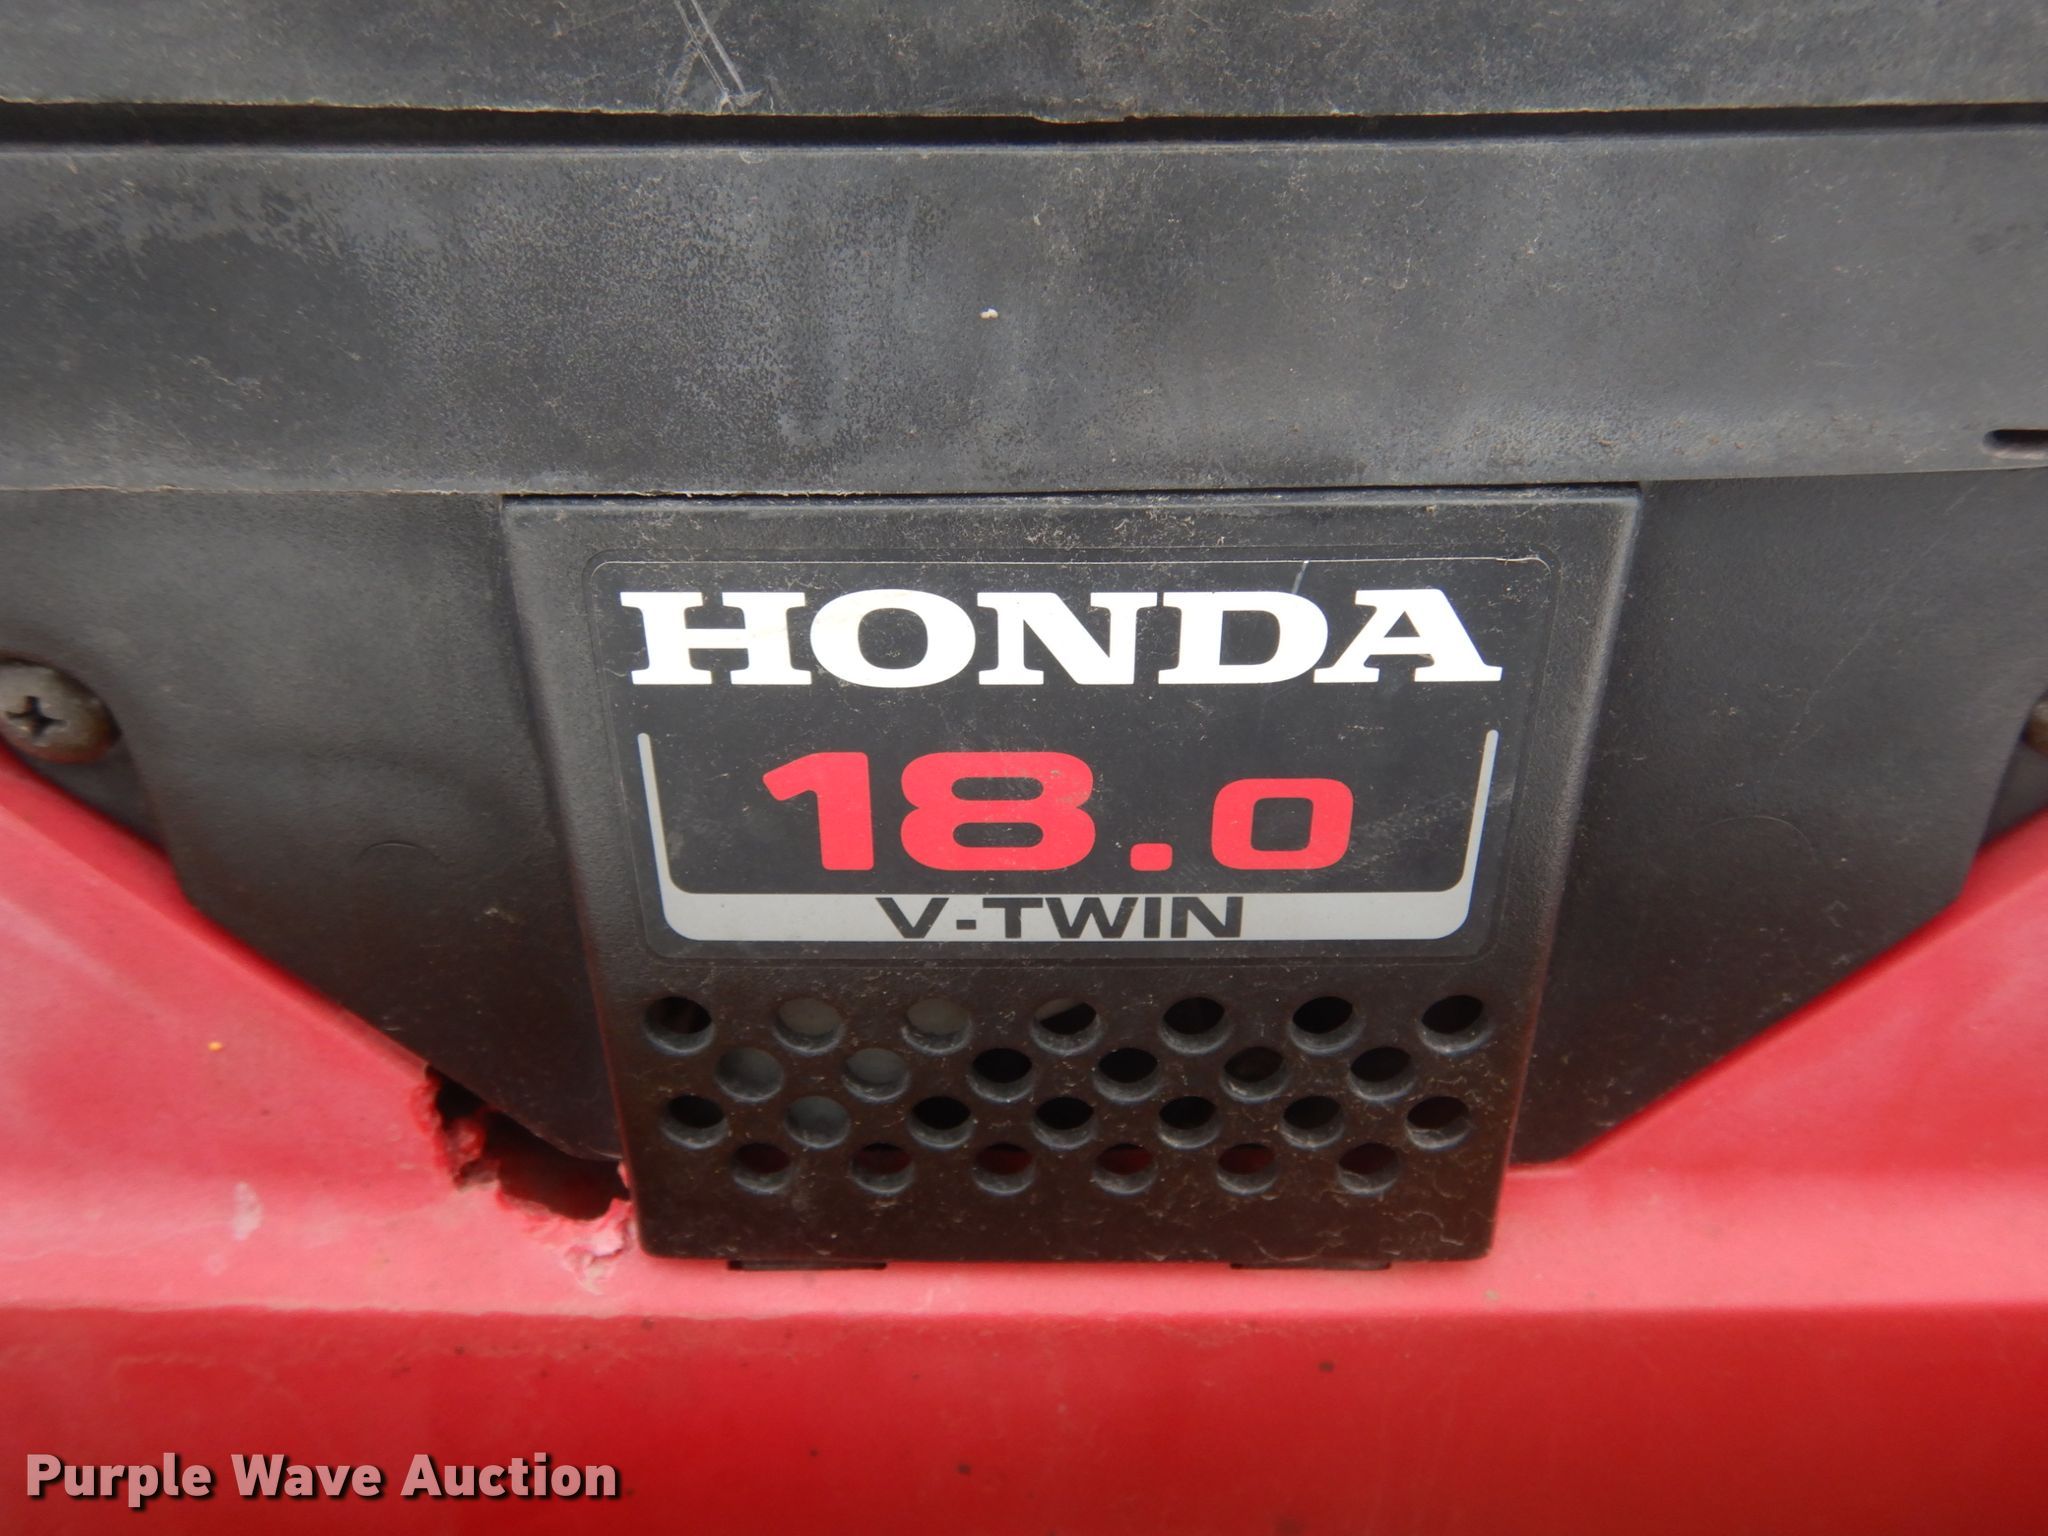 HONDA
18.0
V-TWIN
Purple Wave Auction